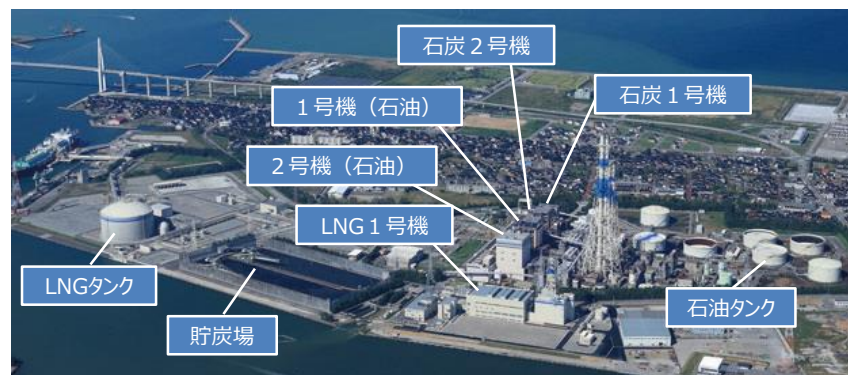 石炭２号機
石炭１号機
１号機（石油）
２号機（石油）
LNG１号機
LNGタンク
石油タンク
貯炭場